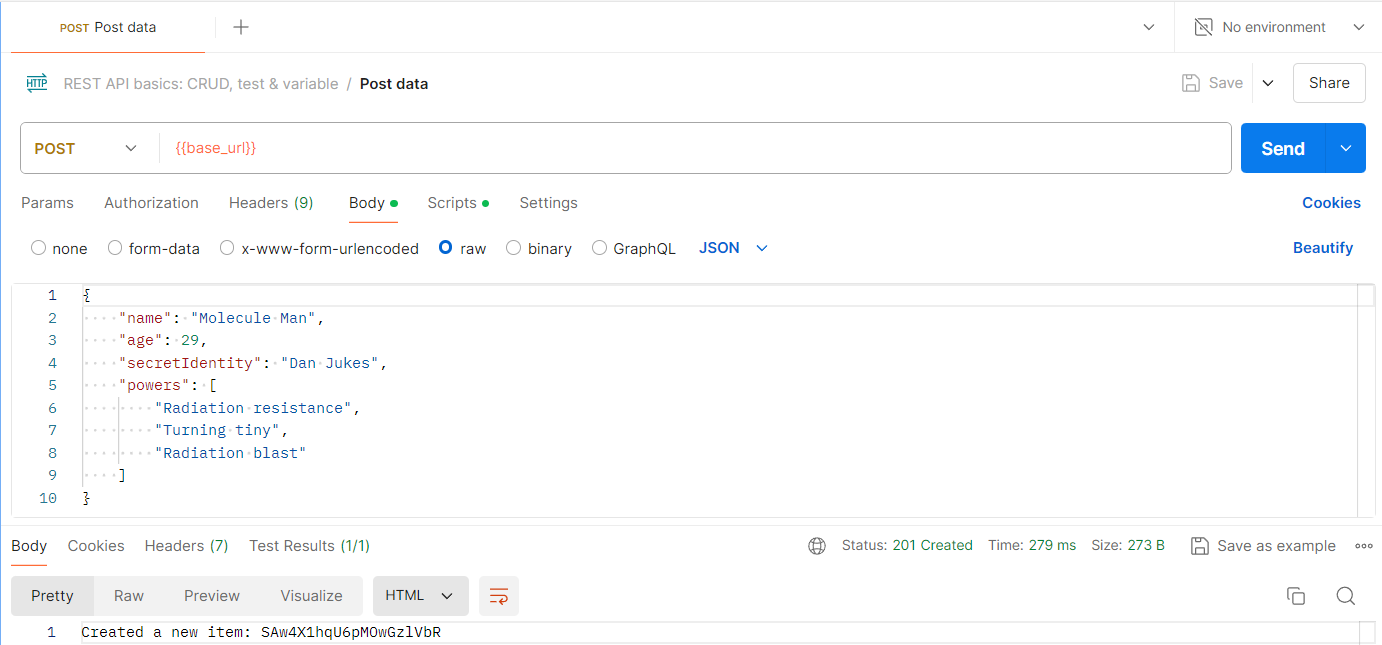 POST Post data
No environment
HTTP REST API basics: CRUD, test & variable / Post data
Save
Share
POST
{{base_url}}
Send
Params Authorization Headers (9) Body Scripts Settings Cookies
none form-data x-www-form-urlencoded raw binary GraphQL JSON Beautify
1 {
2 "name": "Molecule Man",
3 "age": 29,
4 "secretIdentity": "Dan Jukes",
5 "powers": [
6 "Radiation resistance",
7 "Turning tiny",
8 "Radiation blast"
9 ]
10 }
Body Cookies Headers (7) Test Results (1/1) Status: 201 Created Time: 279 ms Size: 273 B Save as example
Pretty Raw Preview Visualize HTML
1 Created a new item: SAw4X1hqU6pMOwGzlVbR